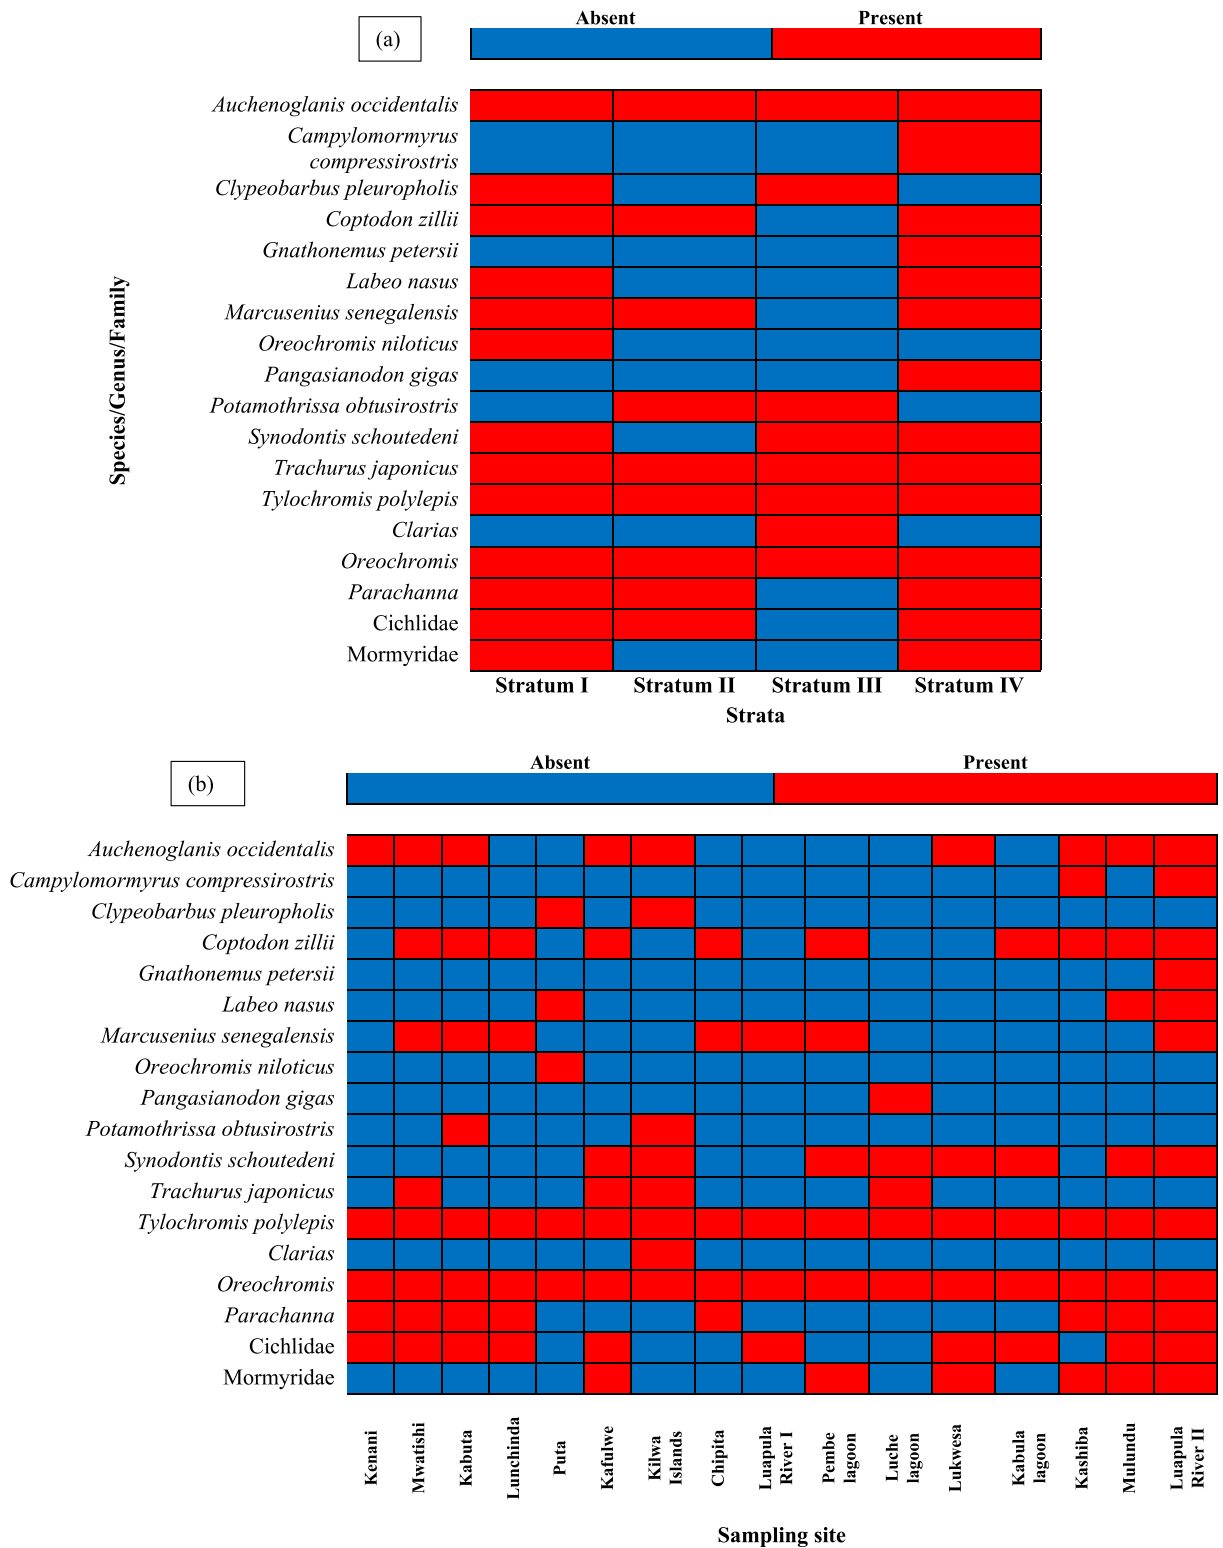 (a)
Absent
Present
Auchenoglanis occidentalis
Campylomormyrus
compressirostris
Clypeobarbus pleuropholis
Coptodon zillii
Gnathonemus petersii
Labeo nasus
Marcusenius senegalensis
Oreochromis niloticus
Pangasianodon gigas
Potamothrissa obtusirostris
Synodontis schoutedeni
Trachurus japonicus
Tylochromis polylepis
Clarias
Oreochromis
Parachanna
Cichlidae
Mormyridae
Species/Genus/Family
Stratum I
Stratum II
Stratum III
Stratum IV
Strata
(b)
Absent
Present
Auchenoglanis occidentalis
Campylomormyrus compressirostris
Clypeobarbus pleuropholis
Coptodon zillii
Gnathonemus petersii
Labeo nasus
Marcusenius senegalensis
Oreochromis niloticus
Pangasianodon gigas
Potamothrissa obtusirostris
Synodontis schoutedeni
Trachurus japonicus
Tylochromis polylepis
Clarias
Oreochromis
Parachanna
Cichlidae
Mormyridae
Kenani
Mwatishi
Kabuta
Lunchinda
Puta
Kafulwe
Kilwa
Islands
Chipita
Luapula
River I
Pembe
lagoon
Luche
lagoon
Lukwesa
Kabula
lagoon
Kashiba
Mulundu
Luapula
River II
Sampling site